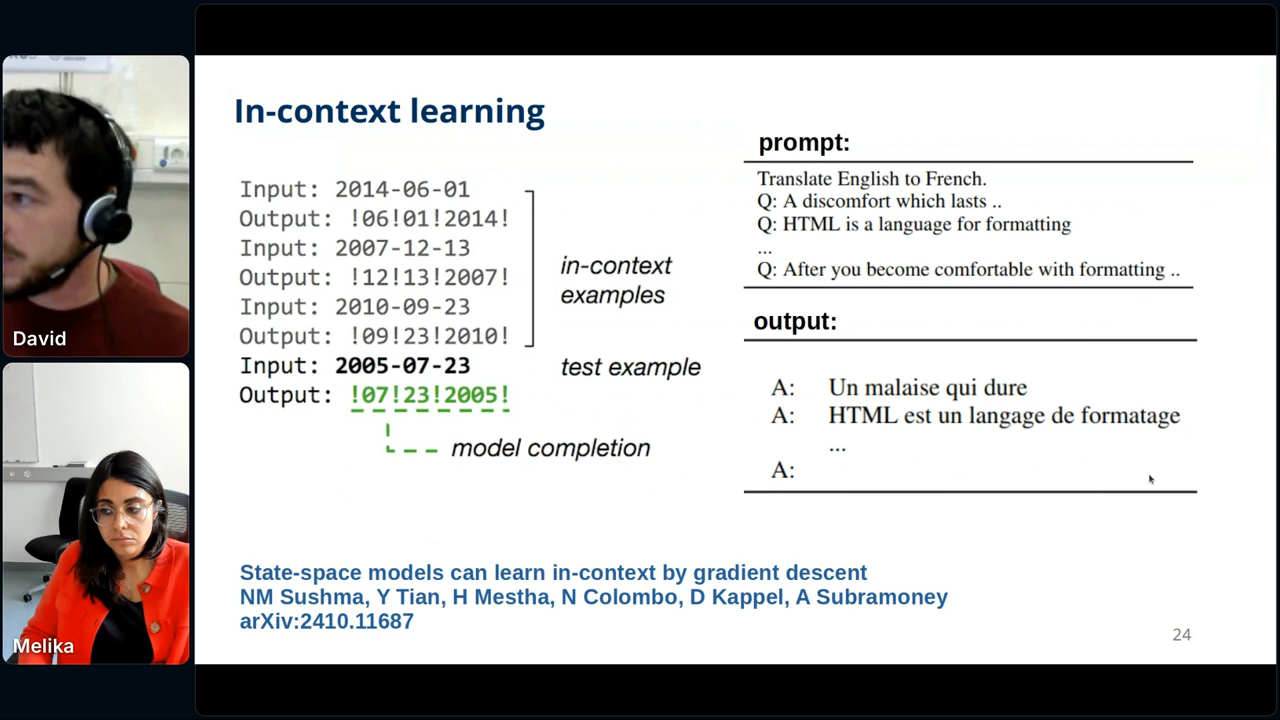 David
Melika
In-context learning
Input: 2014-06-01
Output: !06!01!2014!
Input: 2007-12-13
Output: !12!13!2007!
Input: 2010-09-23
Output: !09!23!2010!
in-context
examples
Input: 2005-07-23
test example
Output: !07!23!2005!
model completion
prompt:
Translate English to French.
Q: A discomfort which lasts ..
Q: HTML is a language for formatting
...
Q: After you become comfortable with formatting ..
output:
A: Un malaise qui dure
A: HTML est un langage de formatage
...
A:
State-space models can learn in-context by gradient descent
NM Sushma, Y Tian, H Mestha, N Colombo, D Kappel, A Subramoney
arXiv:2410.11687
24